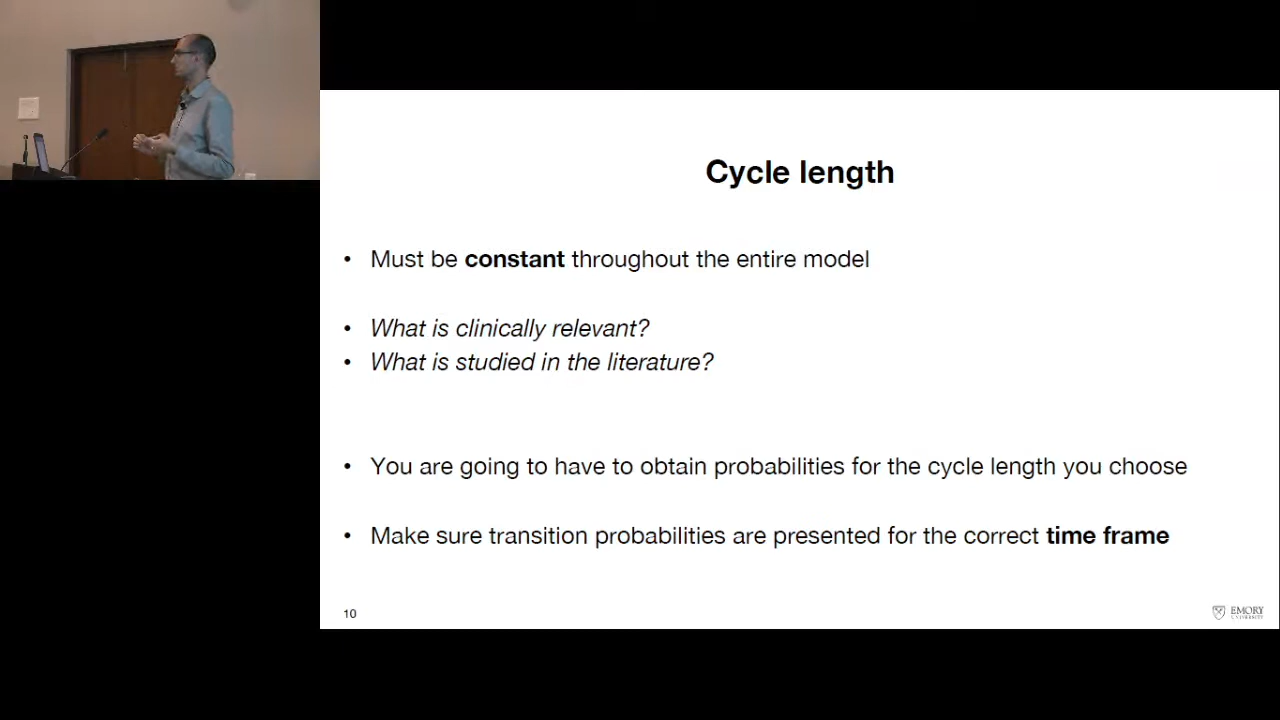 Cycle length
• Must be constant throughout the entire model
• What is clinically relevant?
• What is studied in the literature?
• You are going to have to obtain probabilities for the cycle length you choose
• Make sure transition probabilities are presented for the correct time frame
10
EMORY
UNIVERSITY